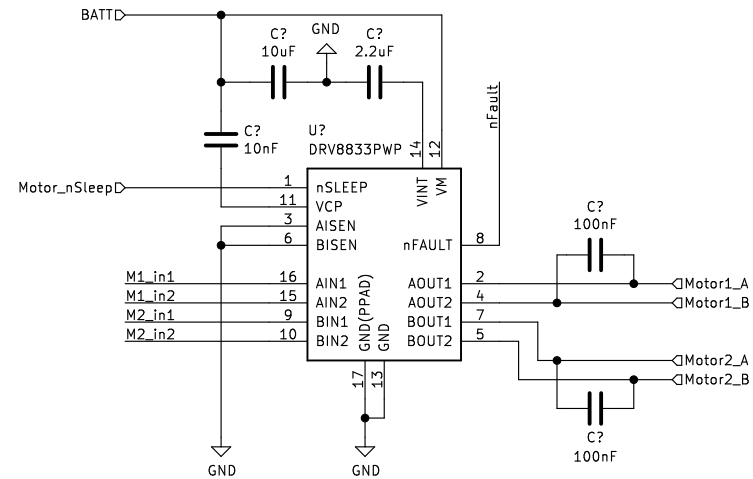 BATT
C?
10uF
GND
C?
2.2uF
C?
10nF
U?
DRV8833PWP
14
12
nFault
Motor_nSleep
1
nSLEEP
VINT
VM
11
VCP
3
AISEN
6
BISEN
nFAULT
8
C?
100nF
M1_in1
16
AIN1
AOUT1
2
Motor1_A
M1_in2
15
AIN2
AOUT2
4
Motor1_B
M2_in1
9
BIN1
BOUT1
7
M2_in2
10
BIN2
BOUT2
5
GND(PPAD)
GND
Motor2_A
Motor2_B
17
13
C?
100nF
GND
GND